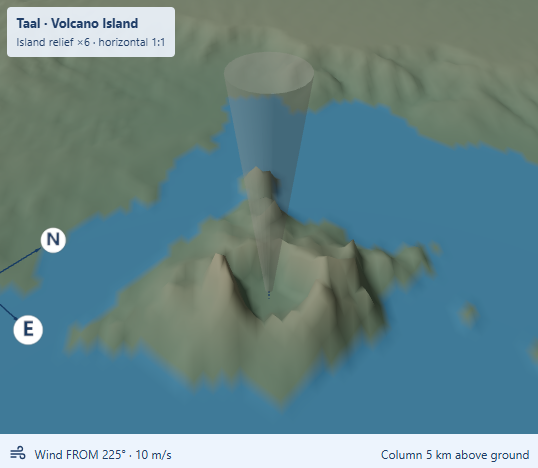 Taal · Volcano Island
Island relief ×6 · horizontal 1:1
N
E
Wind FROM 225° · 10 m/s
Column 5 km above ground